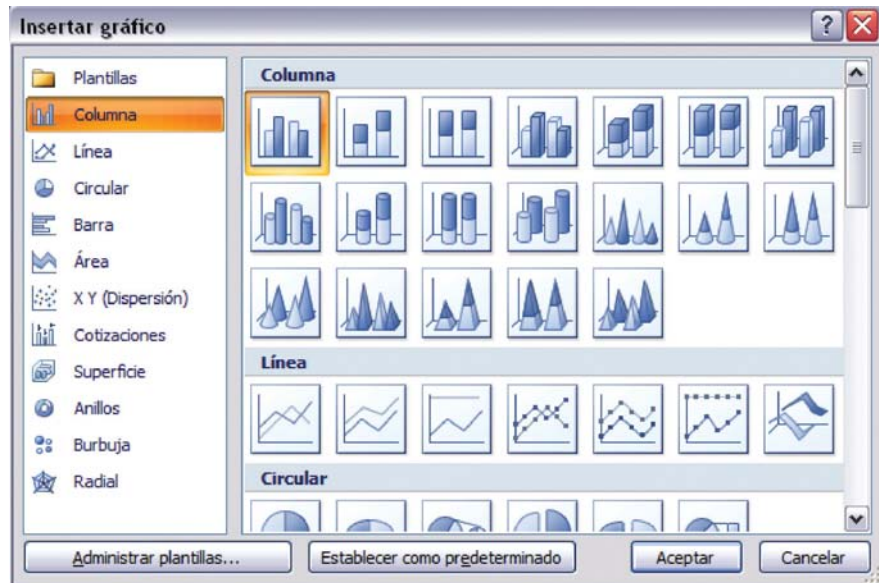 Insertar gráfico
Plantillas
Columna
Línea
Circular
Barra
Área
X Y (Dispersión)
Cotizaciones
Superficie
Anillos
Burbuja
Radial
Columna
Línea
Circular
Administrar plantillas...
Establecer como predeterminado
Aceptar
Cancelar